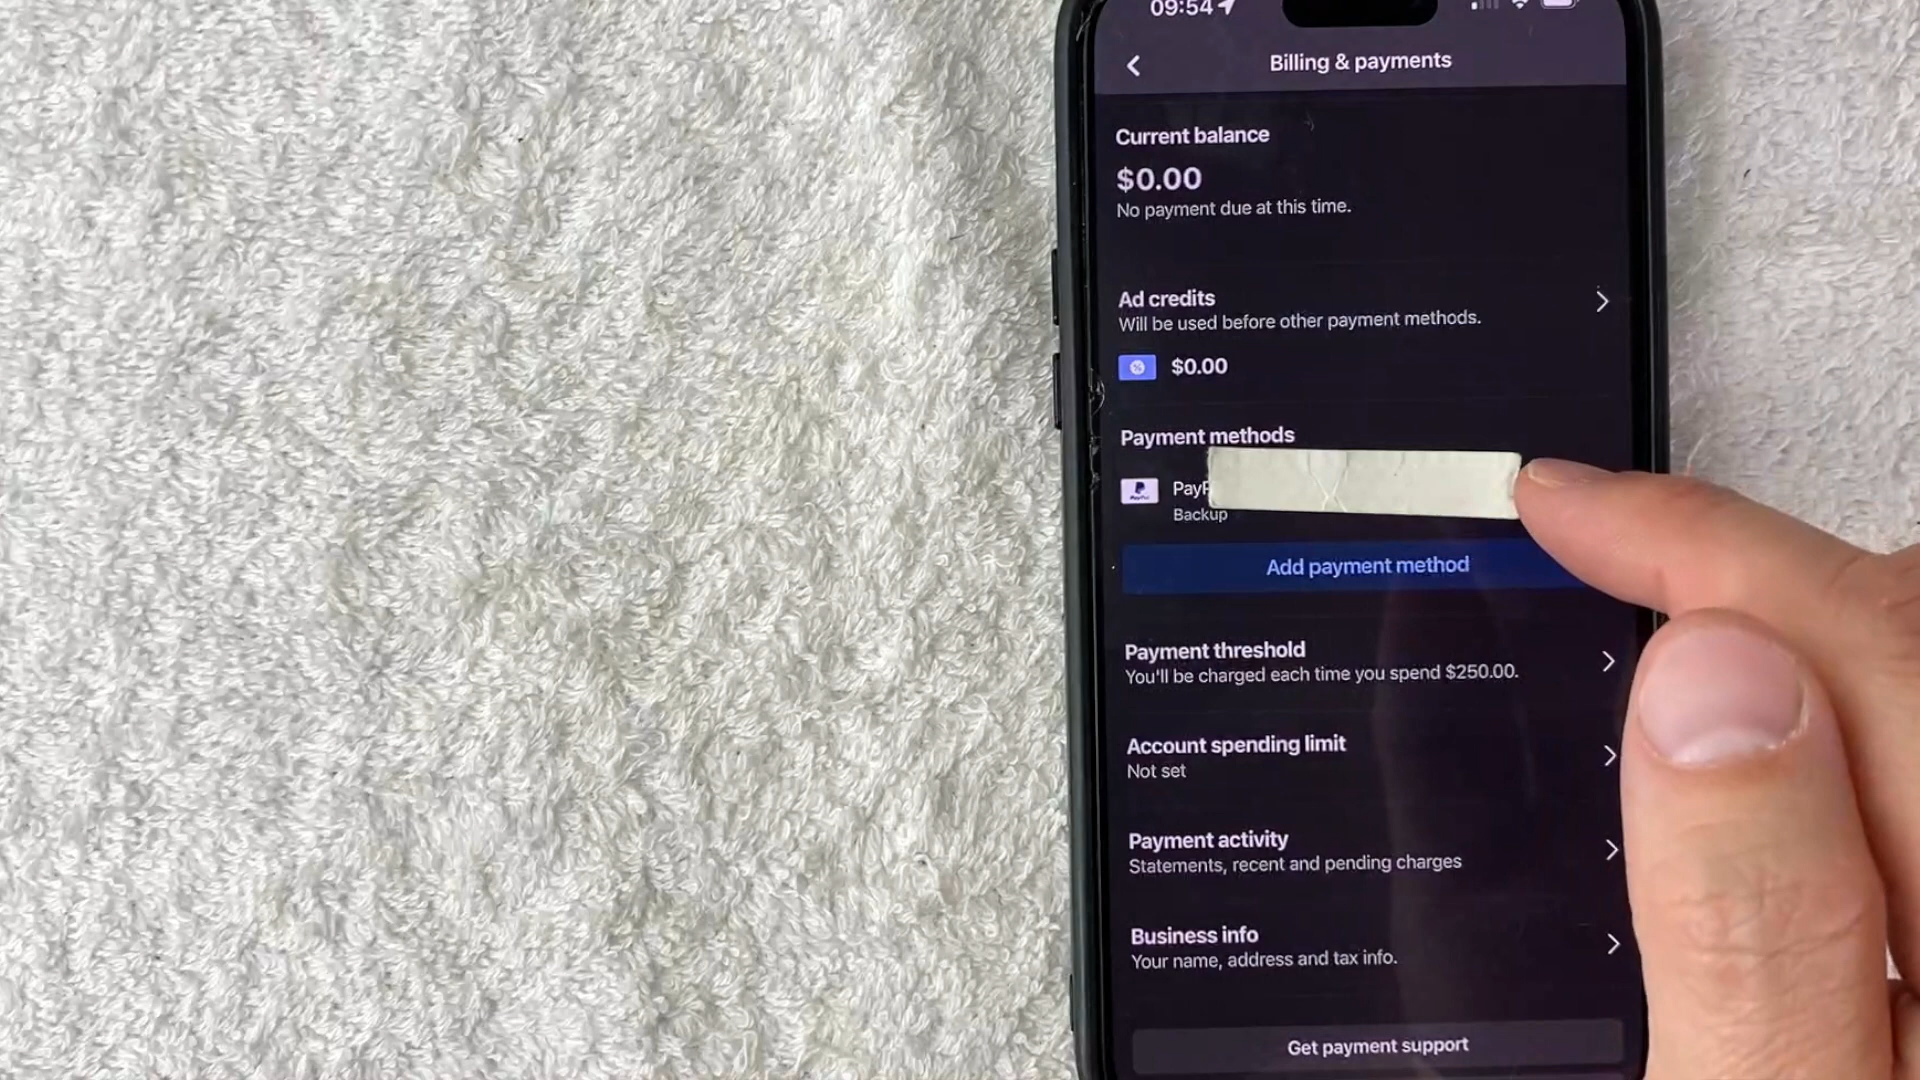 09:54
Billing & payments
Current balance
$0.00
No payment due at this time.
Ad credits
Will be used before other payment methods.
$0.00
Payment methods
Backup
Add payment method
Payment threshold
You'll be charged each time you spend $250.00.
Account spending limit
Not set
Payment activity
Statements, recent and pending charges
Business info
Your name, address and tax info.
Get payment support